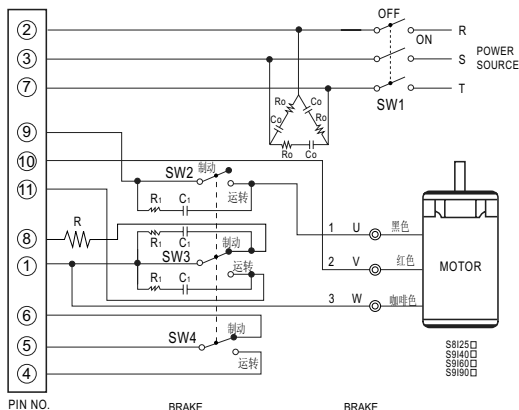 OFF
② R
ON
③ S POWER SOURCE
⑦ T
SW1
Ro Co Ro
Co Ro
⑨
⑩ SW2 制动
⑪ 运转
R1 C1
1 U 黑色
R
⑧ R1 C1 制动
① SW3 运转
R1 C1
2 V 红色
MOTOR
3 W 咖啡色
⑥ 制动
⑤ SW4
④ 运转
S8I25□
S9I40□
S9I60□
S9I90□
PIN NO. BRAKE BRAKE